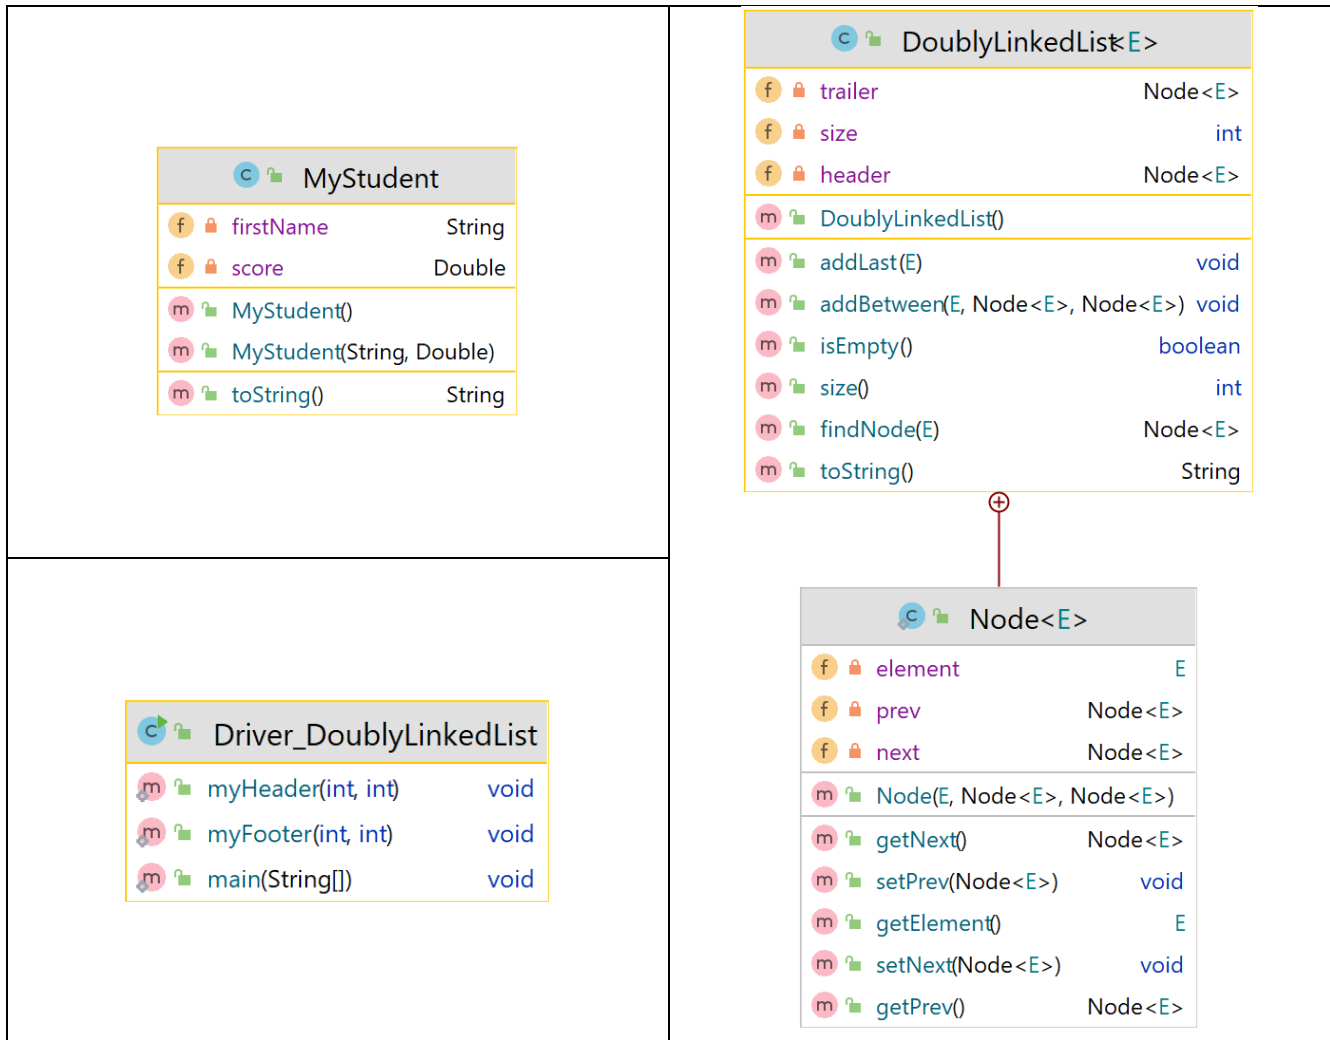 MyStudent
f firstName String
f score Double
m MyStudent()
m MyStudent(String, Double)
m toString() String
C Driver_DoublyLinkedList
m myHeader(int, int) void
m myFooter(int, int) void
m main(String[]) void
C DoublyLinkedList<E>
f trailer Node<E>
f size int
f header Node<E>
m DoublyLinkedList()
m addLast(E) void
m addBetween(E, Node<E>, Node<E>) void
m isEmpty() boolean
m size() int
m findNode(E) Node<E>
m toString() String
C Node<E>
f element E
f prev Node<E>
f next Node<E>
m Node(E, Node<E>, Node<E>)
m getNext() Node<E>
m setPrev(Node<E>) void
m getElement() E
m setNext(Node<E>) void
m getPrev() Node<E>